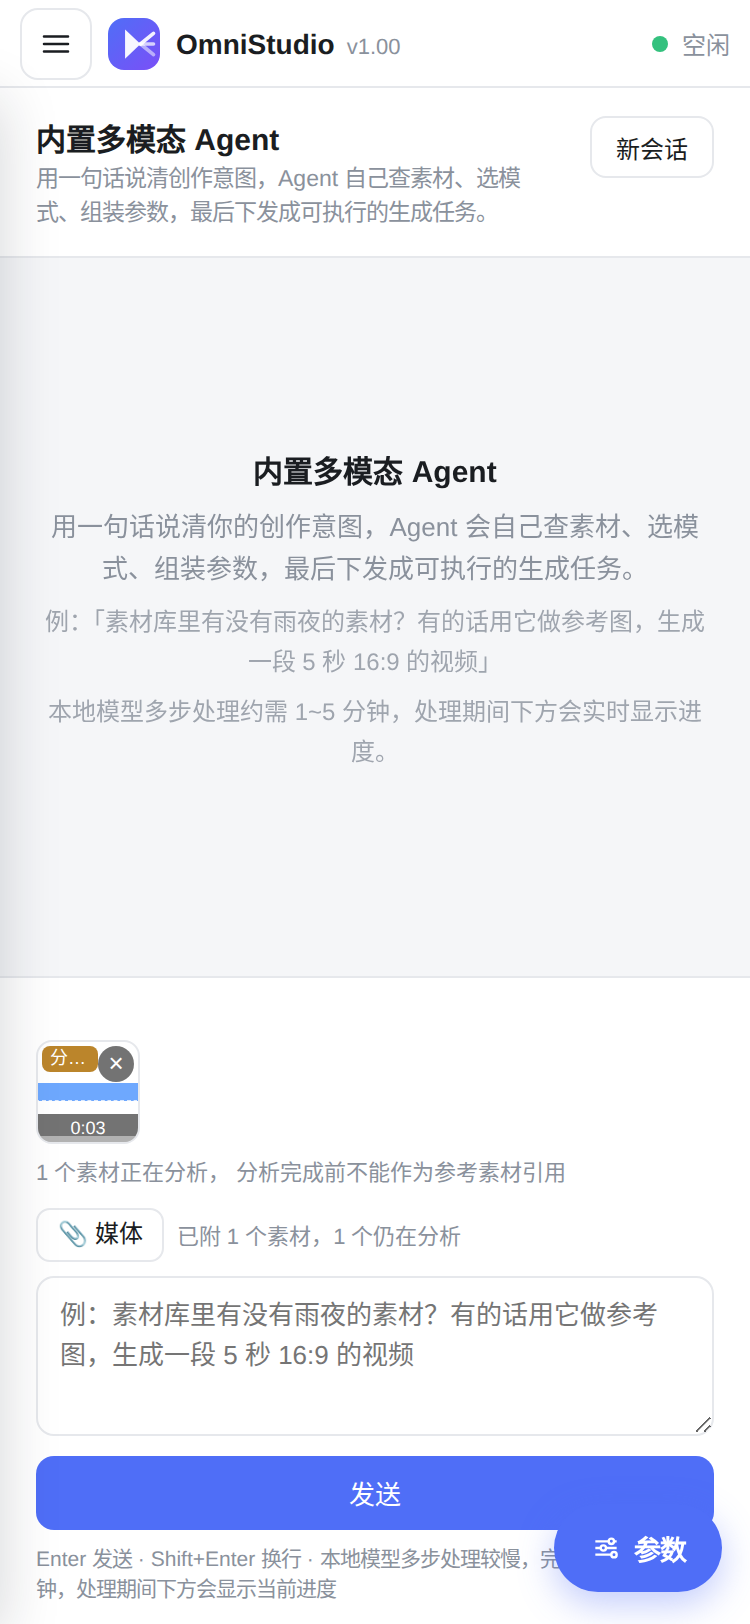 OmniStudio v1.00
空闲
内置多模态 Agent
新会话
用一句话说清创作意图，Agent 自己查素材、选模
式、组装参数，最后下发成可执行的生成任务。
内置多模态 Agent
用一句话说清你的创作意图，Agent 会自己查素材、选模
式、组装参数，最后下发成可执行的生成任务。
例：「素材库里有没有雨夜的素材？有的话用它做参考图，生成
一段 5 秒 16:9 的视频」
本地模型多步处理约需 1~5 分钟，处理期间下方会实时显示进
度。
分…
0:03
1 个素材正在分析， 分析完成前不能作为参考素材引用
媒体
已附 1 个素材，1 个仍在分析
例：素材库里有没有雨夜的素材？有的话用它做参考
图，生成一段 5 秒 16:9 的视频
发送
Enter 发送 · Shift+Enter 换行 · 本地模型多步处理较慢，完
钟，处理期间下方会显示当前进度
参数